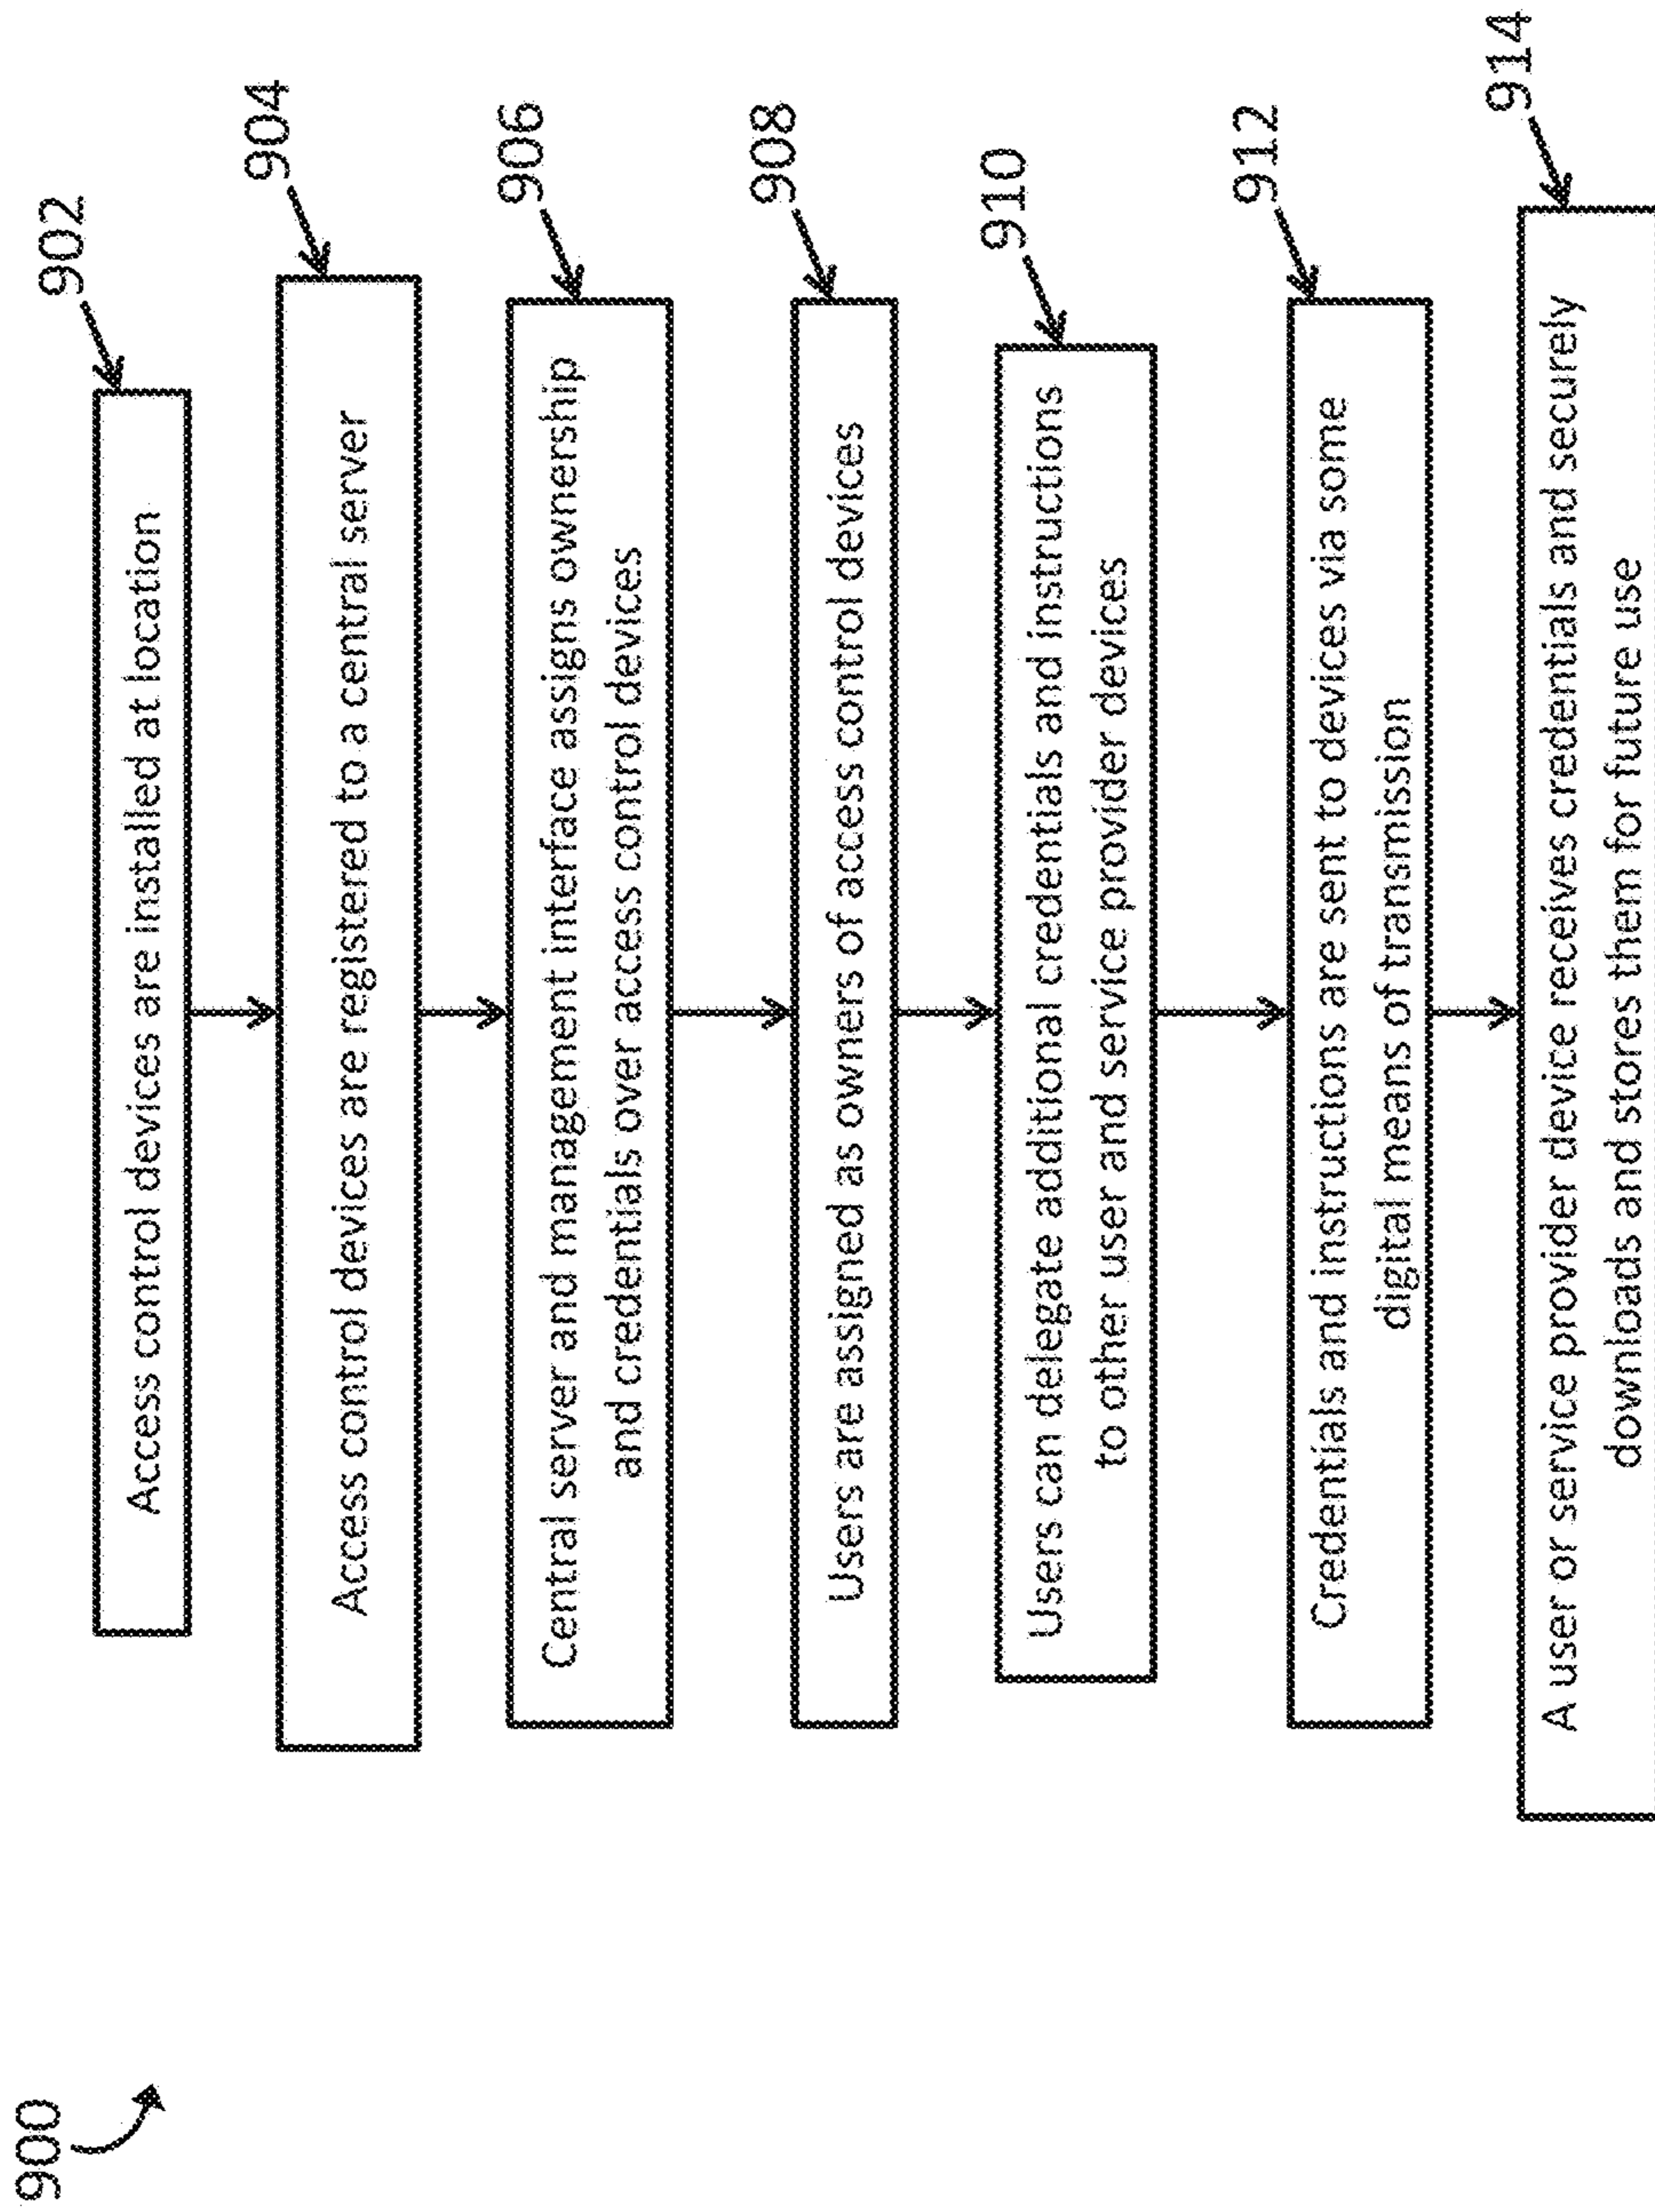 900
902
Access control devices are installed at location
904
Access control devices are registered to a central server
906
Central server and management interface assigns ownership
and credentials over access control devices
908
Users are assigned as owners of access control devices
910
Users can delegate additional credentials and instructions
to other user and service provider devices
912
Credentials and instructions are sent to devices via some
digital means of transmission
914
A user or service provider device receives credentials and securely
downloads and stores them for future use